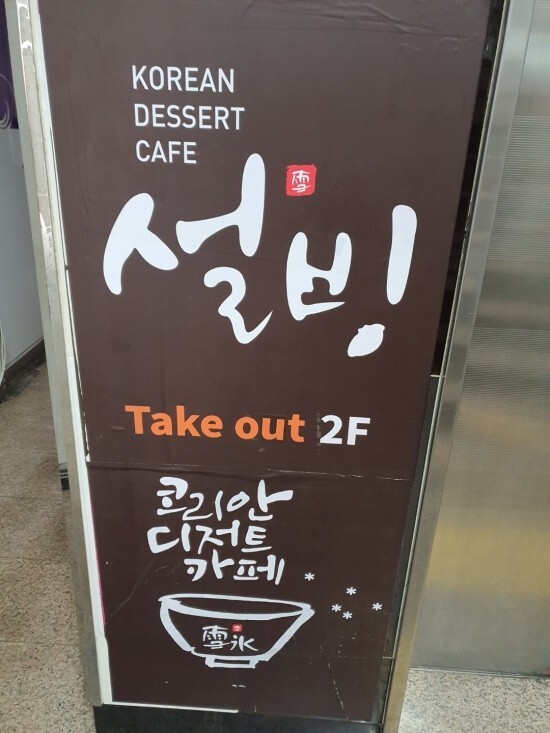 KOREAN
DESSERT
CAFE
雪
설빙
Take out 2F
코리안
디저트
카페
雪氷